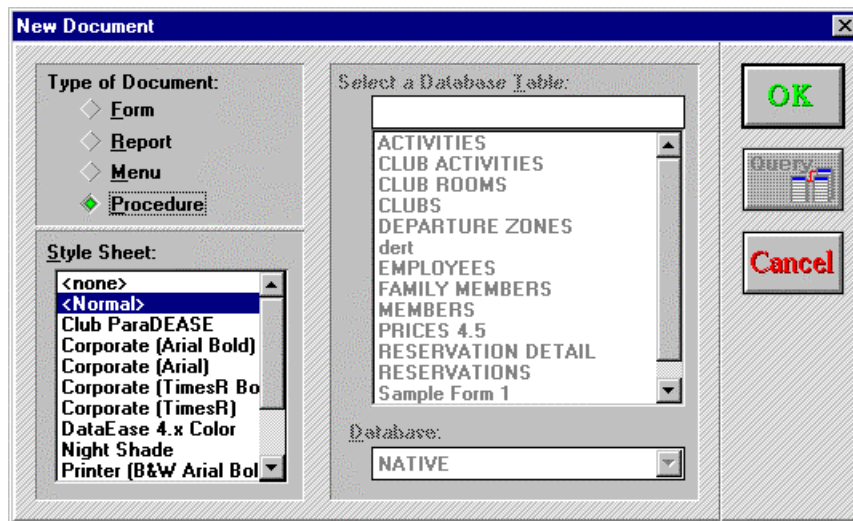 New Document
Type of Document:
Form
Report
Menu
Procedure
Style Sheet:
<none>
<Normal>
Club ParaDEASE
Corporate (Arial Bold)
Corporate (Arial)
Corporate (TimesR Bo
Corporate (TimesR)
DataEase 4.x Color
Night Shade
Printer (B&W Arial Bol
Select a Database Table:
ACTIVITIES
CLUB ACTIVITIES
CLUB ROOMS
CLUBS
DEPARTURE ZONES
dert
EMPLOYEES
FAMILY MEMBERS
MEMBERS
PRICES 4.5
RESERVATION DETAIL
RESERVATIONS
Sample Form 1
Database:
NATIVE
OK
Query
Cancel